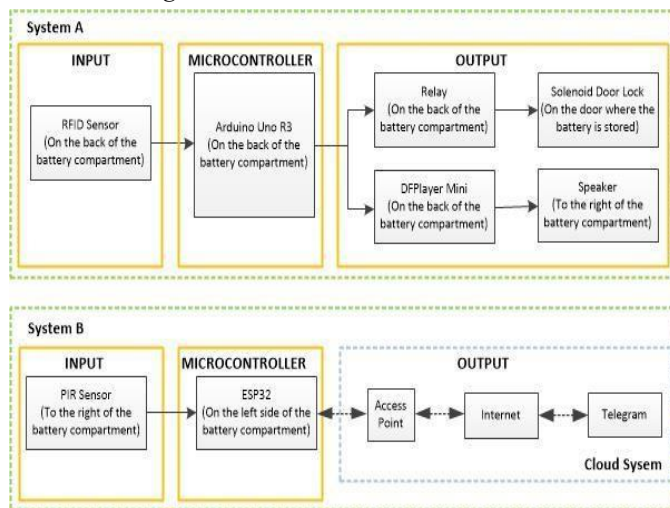 System A
INPUT
RFID Sensor
(On the back of the
battery compartment)
MICROCONTROLLER
Arduino Uno R3
(On the back of the
battery compartment)
OUTPUT
Relay
(On the back of the
battery compartment)
Solenoid Door Lock
(On the door where the
battery is stored)
DFPlayer Mini
(On the back of the
battery compartment)
Speaker
(To the right of the
battery compartment)
System B
INPUT
PIR Sensor
(To the right of the
battery compartment)
MICROCONTROLLER
ESP32
(On the left side of the
battery compartment)
OUTPUT
Access
Point
Internet
Telegram
Cloud Sysem